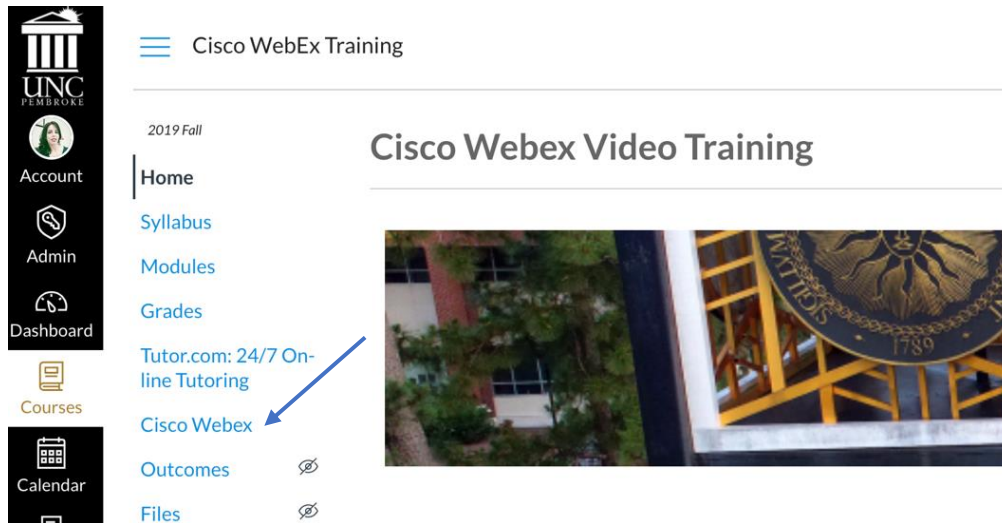 UNC
PEMBROKE
Account
Admin
Dashboard
Courses
Calendar
Cisco WebEx Training
2019 Fall
Home
Syllabus
Modules
Grades
Tutor.com: 24/7 On-
line Tutoring
Cisco Webex
Outcomes
Files
Cisco Webex Video Training
SIGILLVM
1789